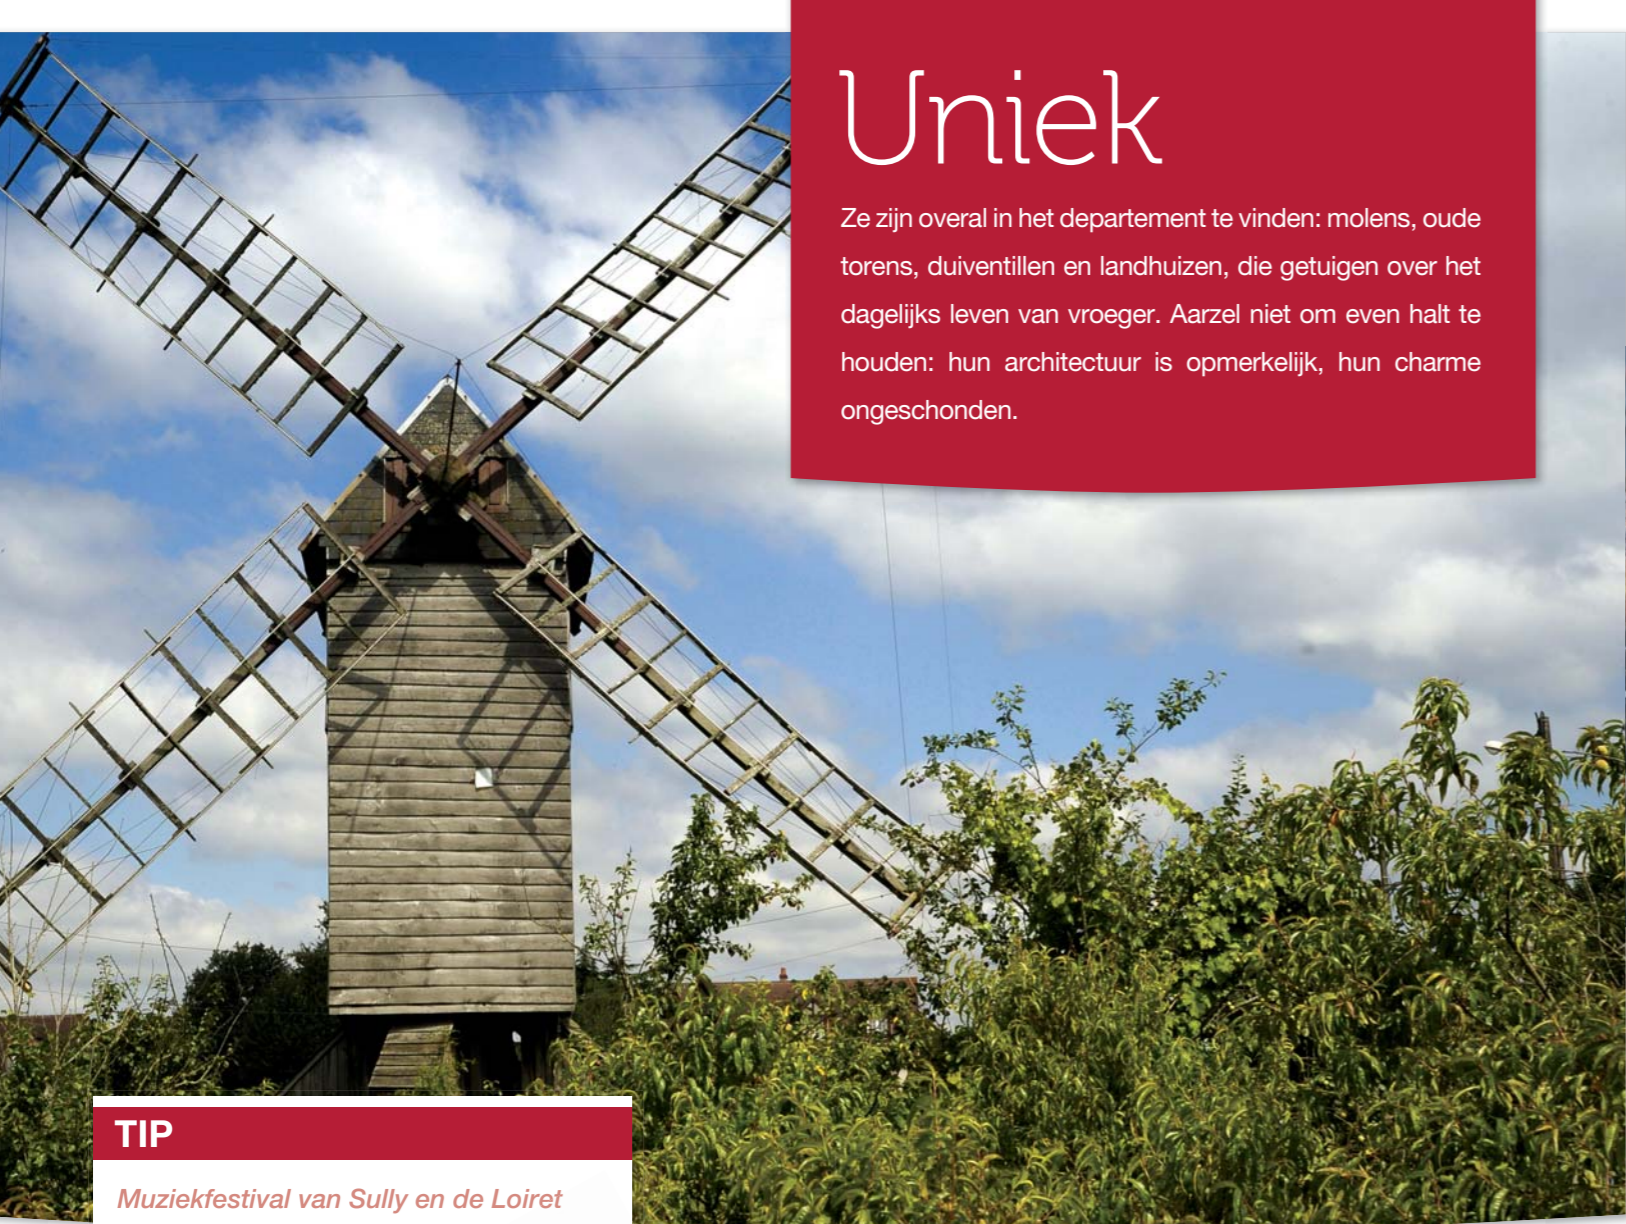 Uniek
Ze zijn overal in het departement te vinden: molens, oude
torens, duiventillen en landhuizen, die getuigen over het
dagelijks leven van vroeger. Aarzel niet om even halt te
houden: hun architectuur is opmerkelijk, hun charme
ongeschonden.
TIP
Muziekfestival van Sully en de Loiret